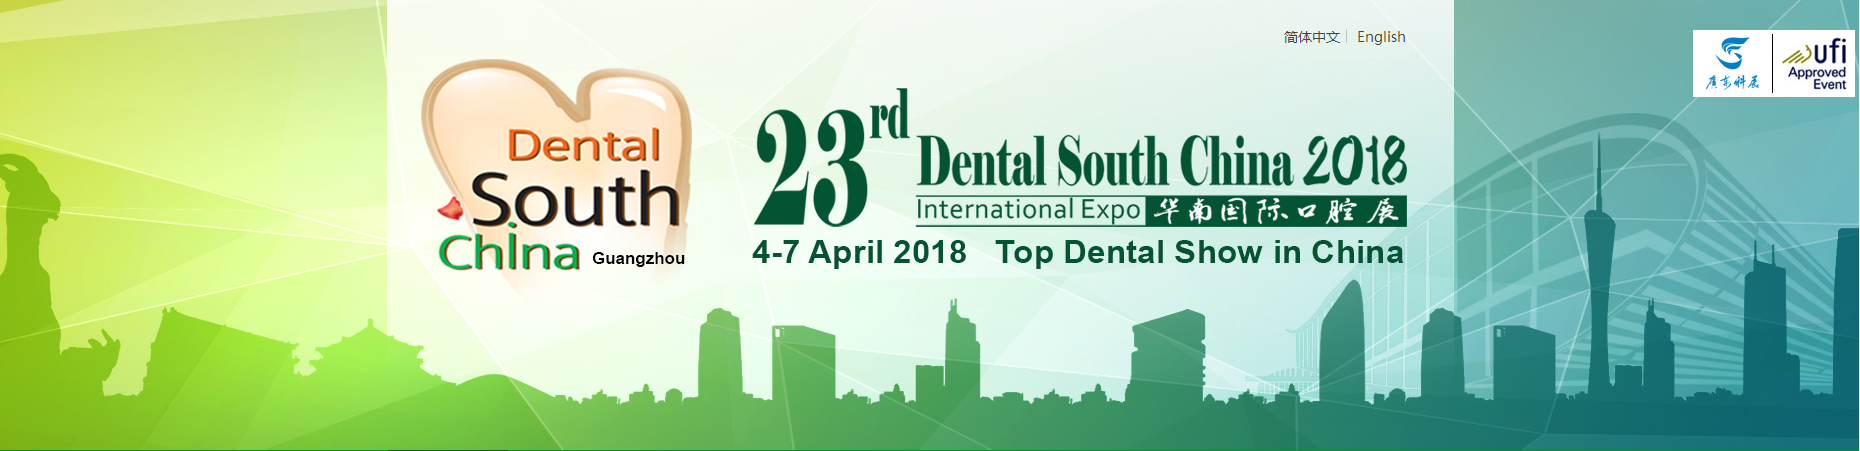 简体中文 | English
广东科展
ufi
Approved
Event
Dental
South
China
Guangzhou
23rd
Dental South China 2018
International Expo 华南国际口腔展
4-7 April 2018 Top Dental Show in China